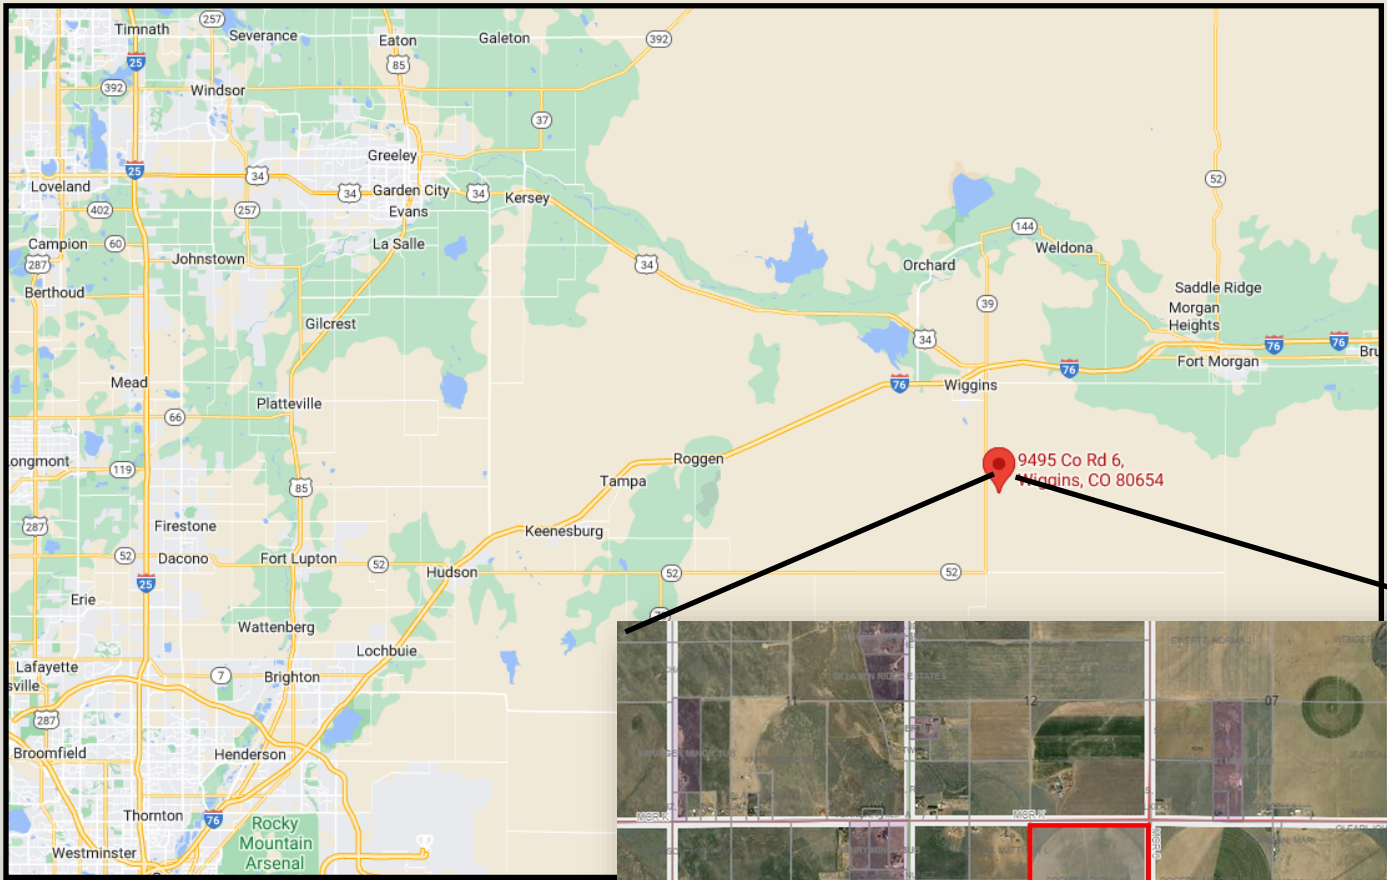 257
Timnath
Severance
Eaton
Galeton
392
25
85
392
Windsor
37
Greeley
25
34
52
Loveland
34
Garden City
34
Kersey
402
257
Evans
144
Campion
60
La Salle
Weldona
287
Johnstown
34
Orchard
Berthoud
Saddle Ridge
39
Morgan
Heights
Gilcrest
34
76
76
Bru
Fort Morgan
76
Mead
76
Wiggins
Platteville
66
ongmont
119
Roggen
9495 Co Rd 6,
Wiggins, CO 80654
Tampa
85
287
Firestone
Keenesburg
52
Dacono
Fort Lupton
52
Hudson
52
52
25
Erie
Wattenberg
Lochbuie
Lafayette
sville
7
Brighton
11
12
07
287
Broomfield
Henderson
Thornton
76
Rocky
Mountain
Arsenal
Westminster
MCR K
MCR K